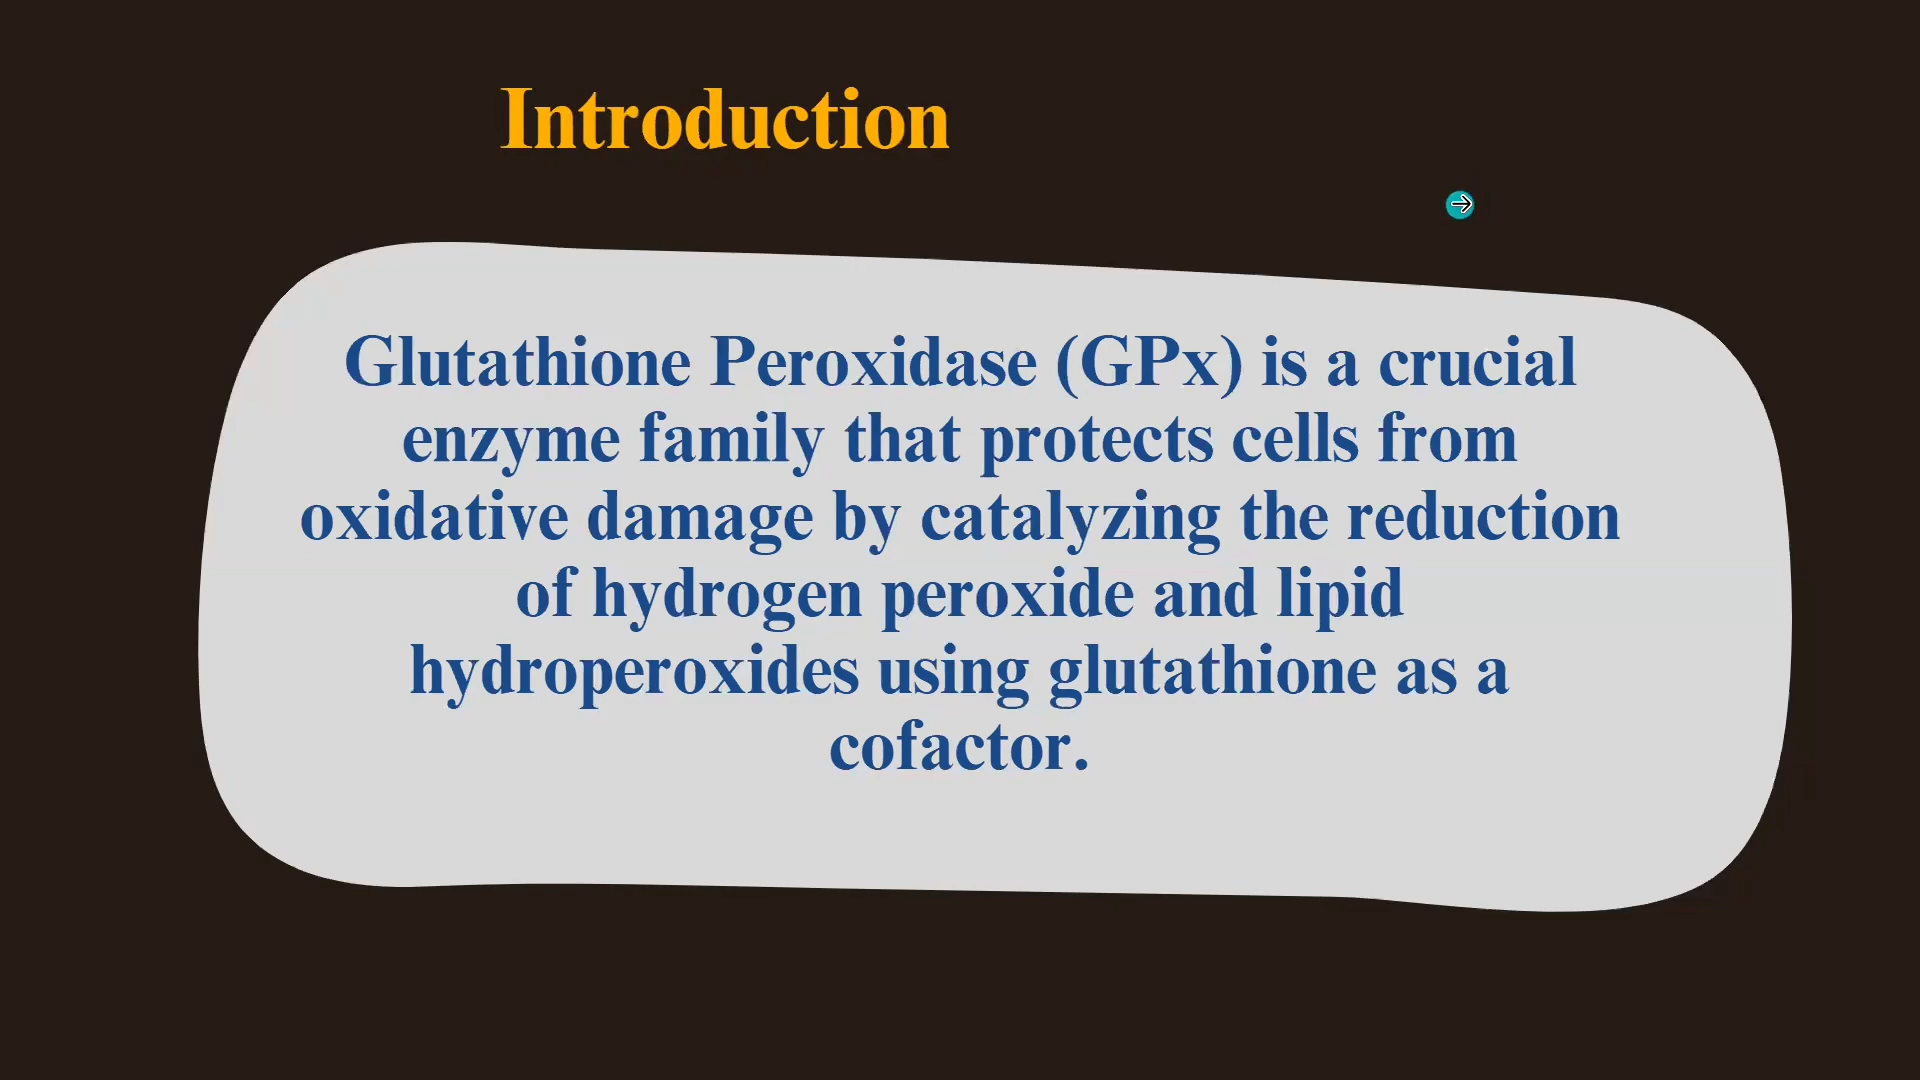 Introduction
Glutathione Peroxidase (GPx) is a crucial
enzyme family that protects cells from
oxidative damage by catalyzing the reduction
of hydrogen peroxide and lipid
hydroperoxides using glutathione as a
cofactor.